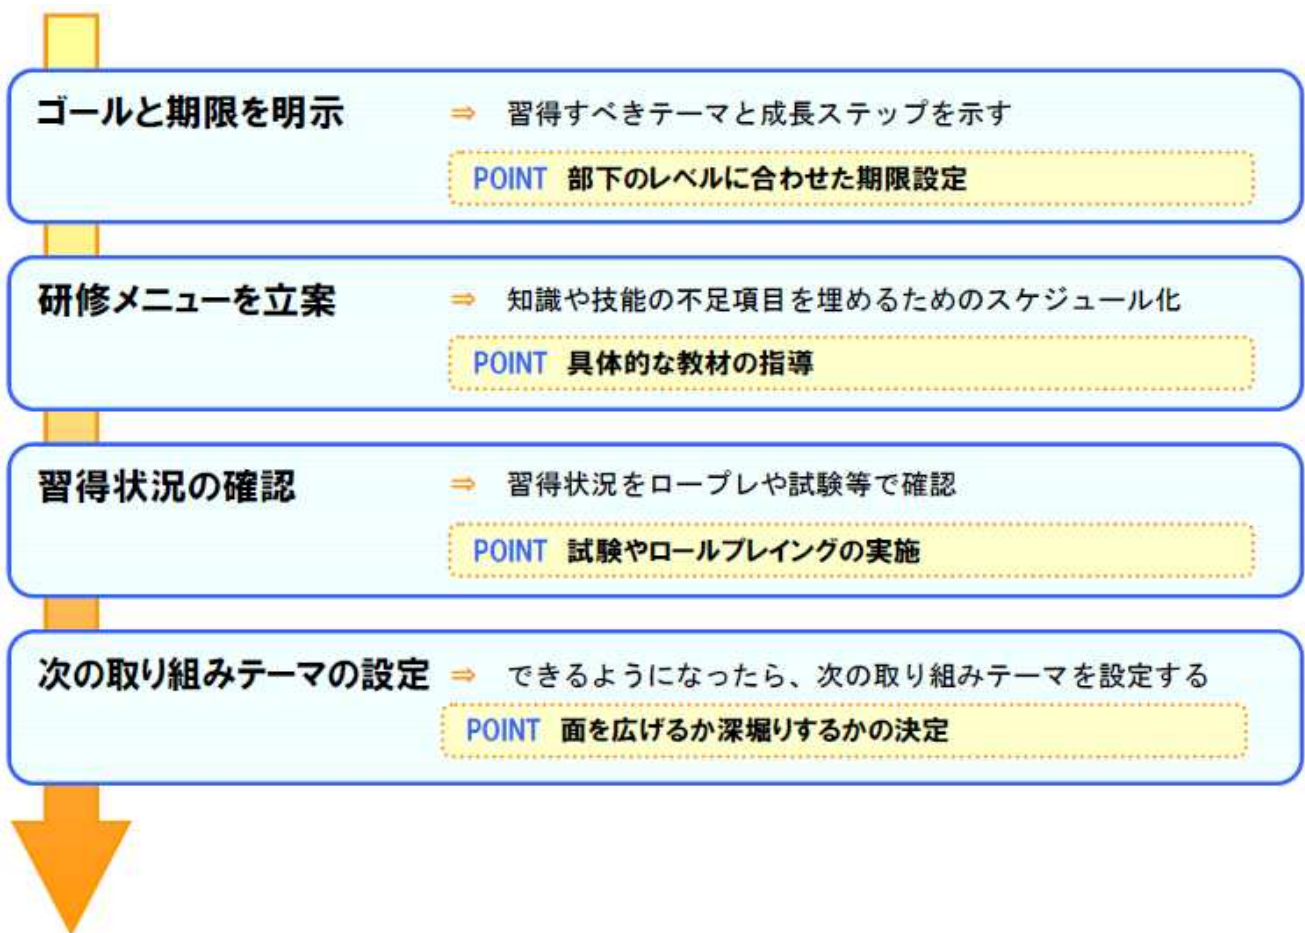 ゴールと期限を明示 ⇒ 習得すべきテーマと成長ステップを示す
POINT 部下のレベルに合わせた期限設定
研修メニューを立案 ⇒ 知識や技能の不足項目を埋めるためのスケジュール化
POINT 具体的な教材の指導
習得状況の確認 ⇒ 習得状況をロープレや試験等で確認
POINT 試験やロールプレイングの実施
次の取り組みテーマの設定 ⇒ できるようになったら、次の取り組みテーマを設定する
POINT 面を広げるか深堀りするかの決定